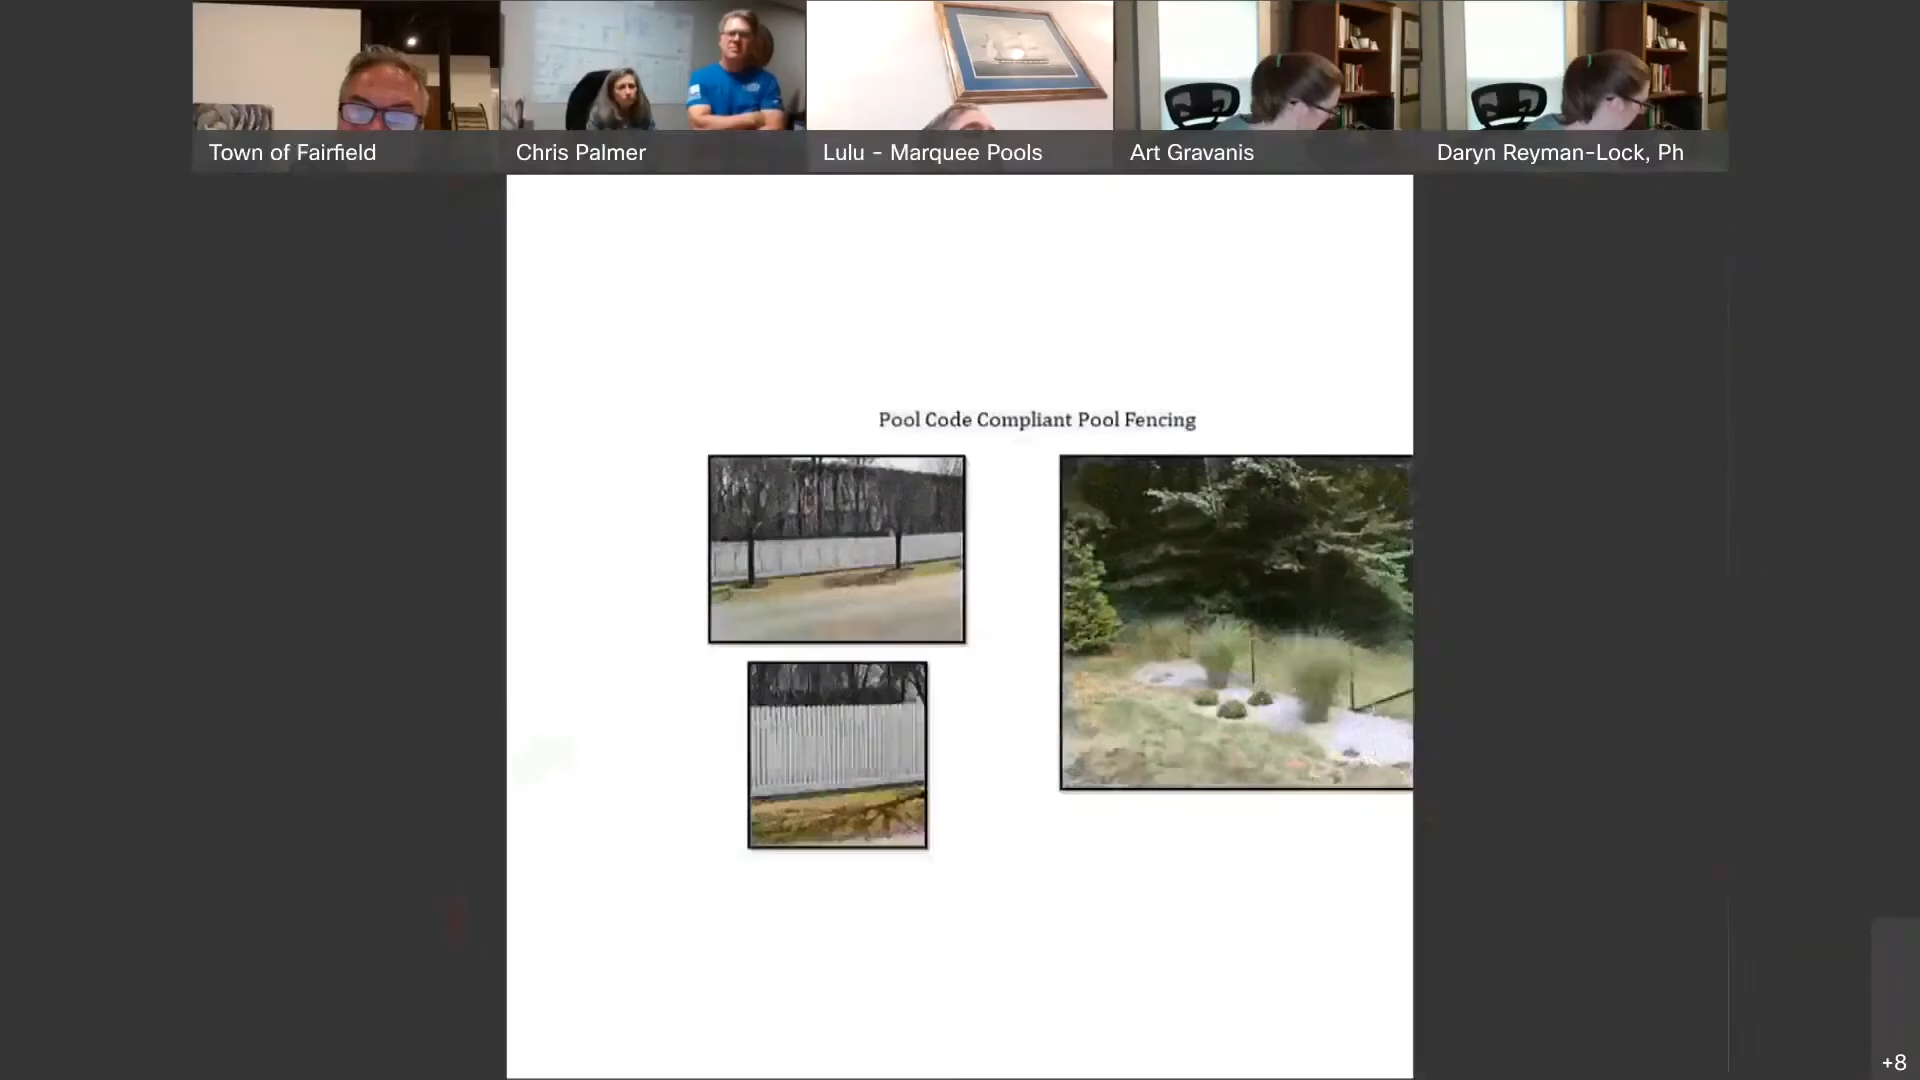 Town of Fairfield
Chris Palmer
Lulu - Marquee Pools
Art Gravanis
Daryn Reyman-Lock, Ph
Pool Code Compliant Pool Fencing
+8